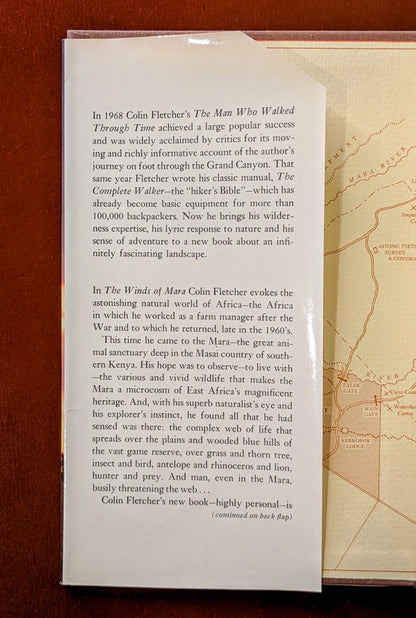 In 1968 Colin Fletcher's The Man Who Walked
Through Time achieved a large popular success
and was widely acclaimed by critics for its mov-
ing and richly informative account of the author's
journey on foot through the Grand Canyon. That
same year Fletcher wrote his classic manual, The
Complete Walker—the "hiker's Bible"—which has
already become basic equipment for more than
100,000 backpackers. Now he brings his wilder-
ness expertise, his lyric response to nature and his
sense of adventure to a new book about an infi-
nitely fascinating landscape.
In The Winds of Mara Colin Fletcher evokes the
astonishing natural world of Africa—the Africa
in which he worked as a farm manager after the
War and to which he returned, late in the 1960's.
This time he came to the Mara—the great ani-
mal sanctuary deep in the Masai country of south-
ern Kenya. His hope was to observe—to live with
—the various and vivid wildlife that makes the
Mara a microcosm of East Africa's magnificent
heritage. And, with his superb naturalist's eye and
his explorer's instinct, he found all that he had
sensed was there: the complex web of life that
spreads over the plains and wooded blue hills of
the vast game reserve, over grass and thorn tree,
insect and bird, antelope and rhinoceros and lion,
hunter and prey. And man, even in the Mara,
busily threatening the web . . .
Colin Fletcher's new book—highly personal—is
(continued on back flap)
MARA RIVER
AITONG TSETSE
SURVEY
& CONTRO
RIVER
TALEK
GATE
MAIN
GATE
View Camp
Camp
KEEKOROK
LODGE